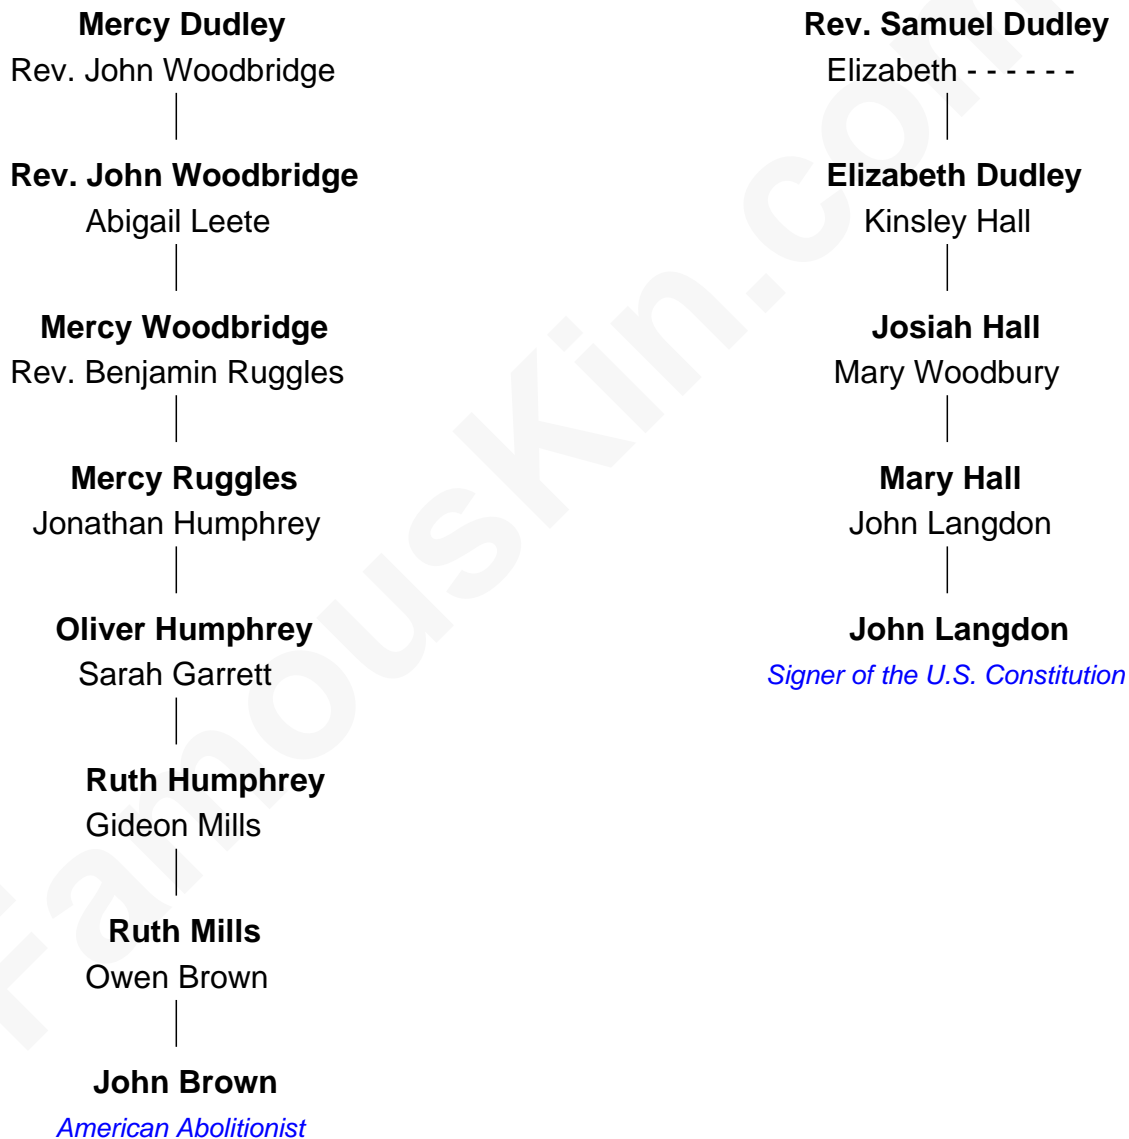 Mercy Dudley
Rev. John Woodbridge
Rev. John Woodbridge
Abigail Leete
Mercy Woodbridge
Rev. Benjamin Ruggles
Mercy Ruggles
Jonathan Humphrey
Oliver Humphrey
Sarah Garrett
Ruth Humphrey
Gideon Mills
Ruth Mills
Owen Brown
John Brown
American Abolitionist
Rev. Samuel Dudley
Elizabeth - - - - - -
Elizabeth Dudley
Kinsley Hall
Josiah Hall
Mary Woodbury
Mary Hall
John Langdon
John Langdon
Signer of the U.S. Constitution
FamousKin.com